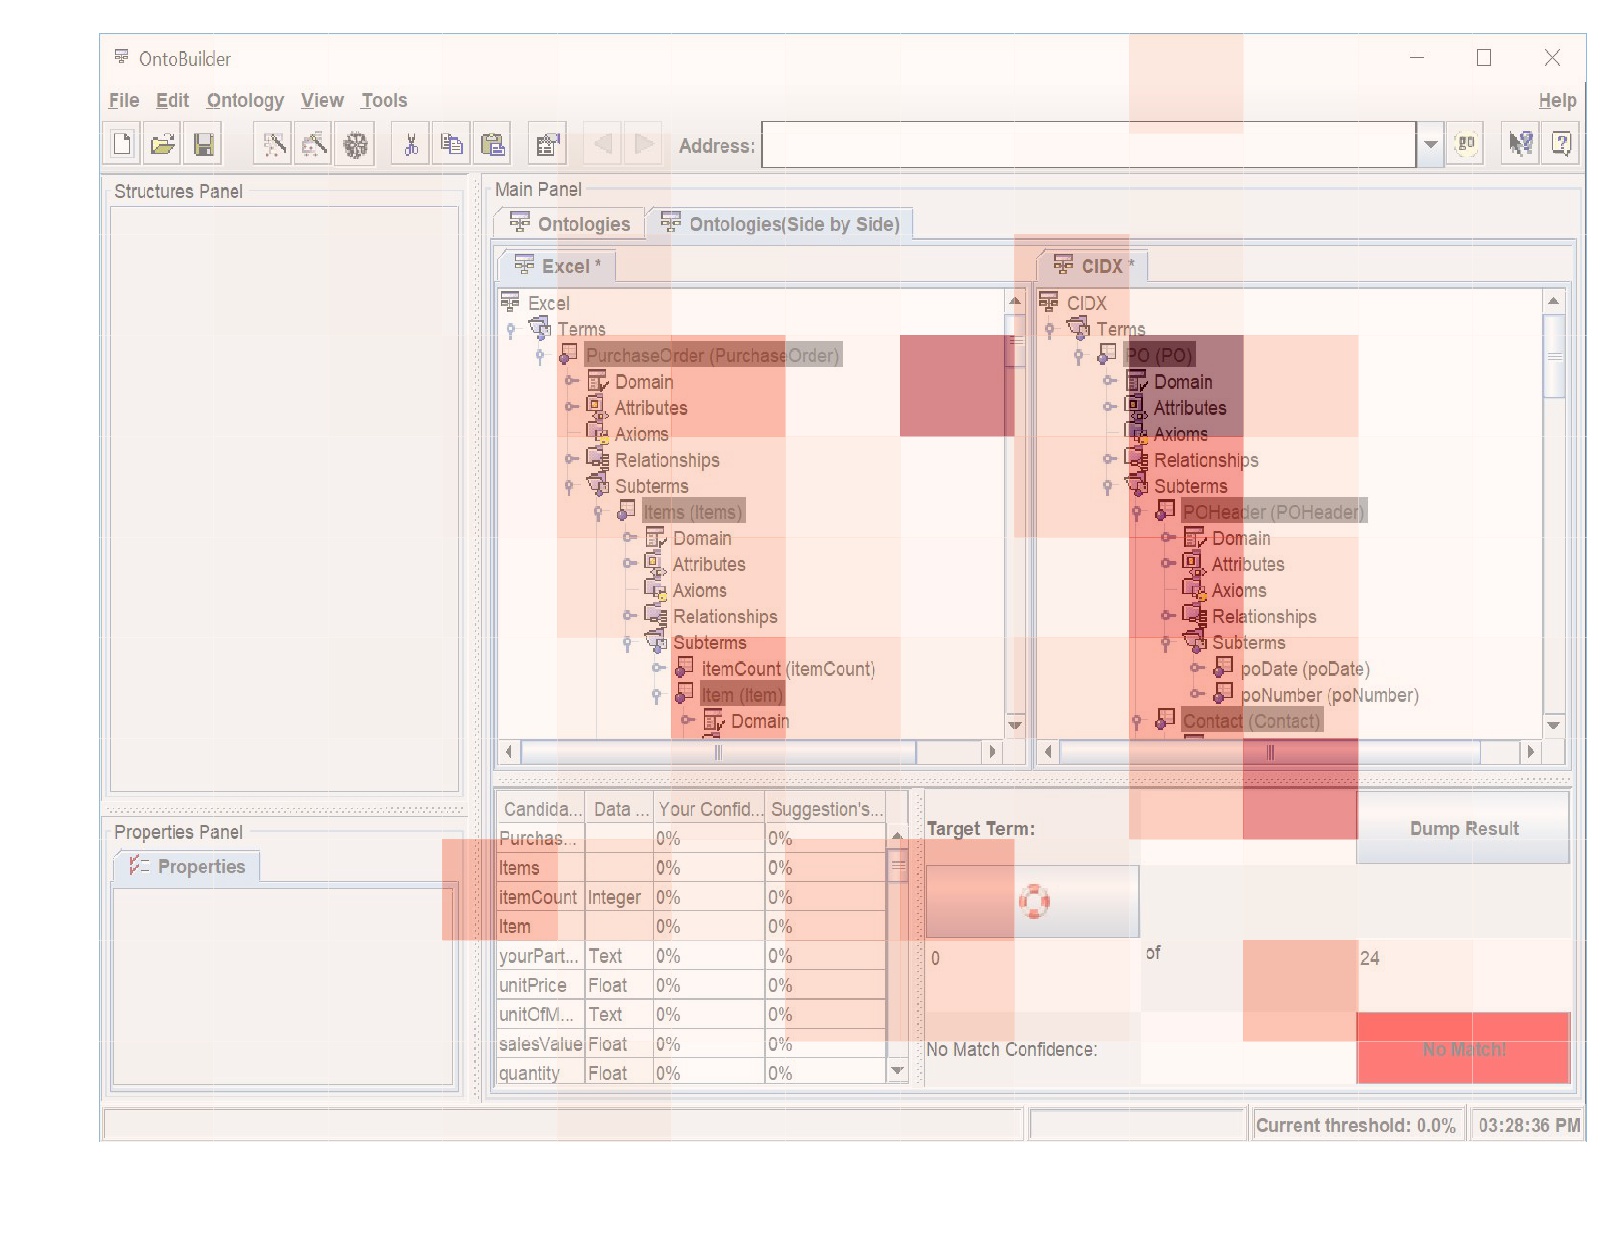 OntoBuilder
File Edit Ontology View Tools Help
Address: go
Structures Panel
Main Panel
Ontologies Ontologies(Side by Side)
Excel * CIDX *
Excel
Terms
PurchaseOrder (PurchaseOrder)
Domain
Attributes
Axioms
Relationships
Subterms
Items (Items)
Domain
Attributes
Axioms
Relationships
Subterms
itemCount (itemCount)
Item (Item)
Domain
CIDX
Terms
PO (PO)
Domain
Attributes
Axioms
Relationships
Subterms
POHeader (POHeader)
Domain
Attributes
Axioms
Relationships
Subterms
poDate (poDate)
poNumber (poNumber)
Contact (Contact)
Properties Panel
Properties
Candida... Data ... Your Confid... Suggestion's...
Purchas... 0% 0%
Items 0% 0%
itemCount Integer 0% 0%
Item 0% 0%
yourPart... Text 0% 0%
unitPrice Float 0% 0%
unitOfM... Text 0% 0%
salesValue Float 0% 0%
quantity Float 0% 0%
Target Term: Dump Result
0 of 24
No Match Confidence: No Match!
Current threshold: 0.0% 03:28:36 PM